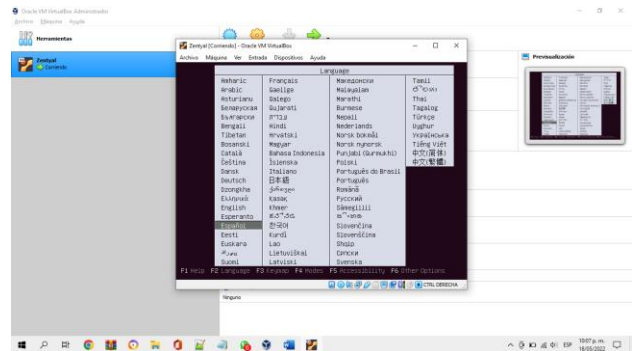 Oracle VM VirtualBox Administrador
Archivo Máquina Ayuda
Herramientas
Zentyal
Corriendo
Previsualización
Zentyal [Corriendo] - Oracle VM VirtualBox
Archivo Máquina Ver Entrada Dispositivos Ayuda
Language
Amharic Français Македонски Tamil
Arabic Gaeilge Malayalam
Asturianu Galego Marathi Thai
Беларуская Gujarati Burmese Tagalog
Български עברית Nepali Türkçe
Bengali Hindi Nederlands Uyghur
Tibetan Hrvatski Norsk bokmål Українська
Bosanski Magyar Norsk nynorsk Tiếng Việt
Català Bahasa Indonesia Punjabi (Gurmukhi) 中文(简体)
Čeština Íslenska Polski 中文(繁體)
Dansk Italiano Português do Brasil
Deutsch 日本語 Português
Dzongkha ქართული Română
Ελληνικά Қазақ Русский
English Khmer Sámegillii
Esperanto ಕನ್ನಡ සිංහල
Español 한국어 Slovenčina
Eesti Kurdî Slovenščina
Euskara Lao Shqip
Lietuviškai Српски
Suomi Latviski Svenska
F1 Help F2 Language F3 Keymap F4 Modes F5 Accessibility F6 Other Options
CTRL DERECHA
Ninguno
ESP
10:07 p. m.
16/05/2022